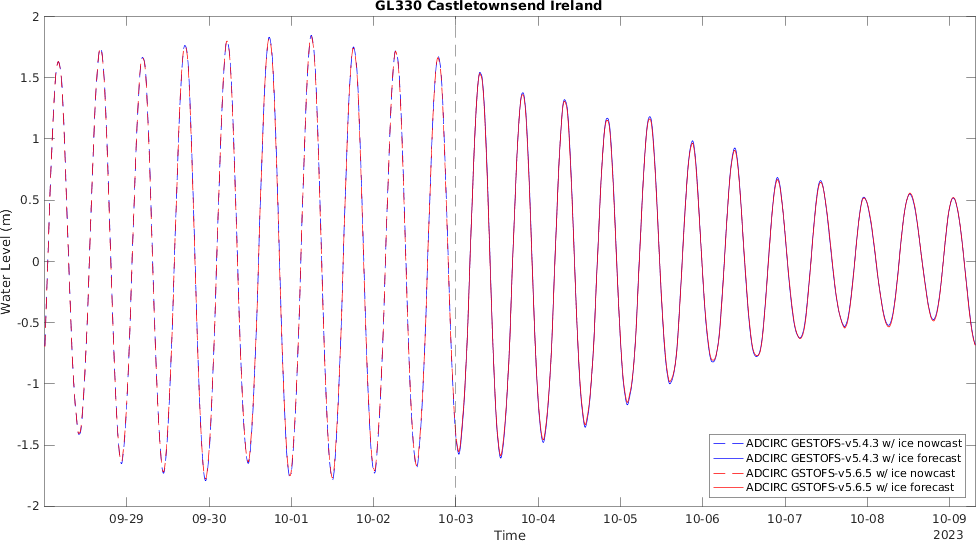 GL330 Castletownsend Ireland
2
1.5
1
0.5
0
-0.5
-1
-1.5
-2
Water Level (m)
ADCIRC GESTOFS-v5.4.3 w/ ice nowcast
ADCIRC GESTOFS-v5.4.3 w/ ice forecast
ADCIRC GSTOFS-v5.6.5 w/ ice nowcast
ADCIRC GSTOFS-v5.6.5 w/ ice forecast
09-29 09-30 10-01 10-02 10-03 10-04 10-05 10-06 10-07 10-08 10-09
Time
2023